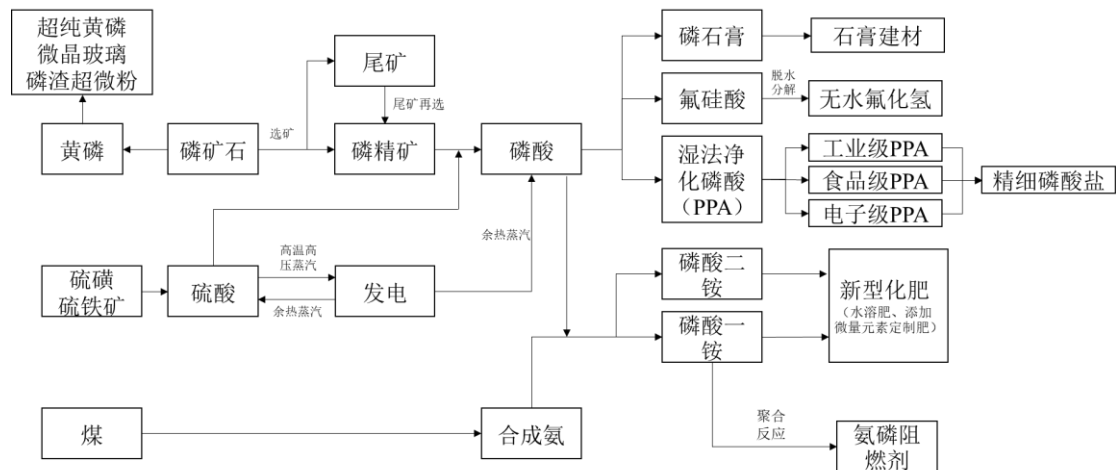 超纯黄磷
微晶玻璃
磷渣超微粉
尾矿
磷石膏
石膏建材
尾矿再选
氟硅酸
脱水
分解
无水氟化氢
黄磷
磷矿石
选矿
磷精矿
磷酸
湿法净
化磷酸
（PPA）
工业级PPA
食品级PPA
电子级PPA
精细磷酸盐
余热蒸汽
硫磺
硫铁矿
硫酸
高温高
压蒸汽
余热蒸汽
发电
磷酸二
铵
磷酸一
铵
新型化肥
（水溶肥、添加
微量元素定制肥）
煤
合成氨
聚合
反应
氨磷阻
燃剂